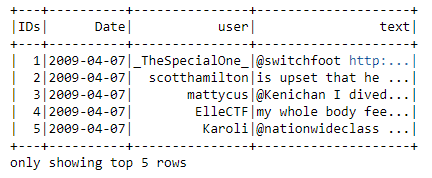 +---+----------+---------------+--------------------+
|IDs|      Date|           user|                text|
+---+----------+---------------+--------------------+
|  1|2009-04-07|_TheSpecialOne_|@switchfoot http:...|
|  2|2009-04-07|  scotthamilton|is upset that he ...|
|  3|2009-04-07|       mattycus|@Kenichan I dived...|
|  4|2009-04-07|        ElleCTF|my whole body fee...|
|  5|2009-04-07|         Karoli|@nationwideclass ...|
+---+----------+---------------+--------------------+
only showing top 5 rows